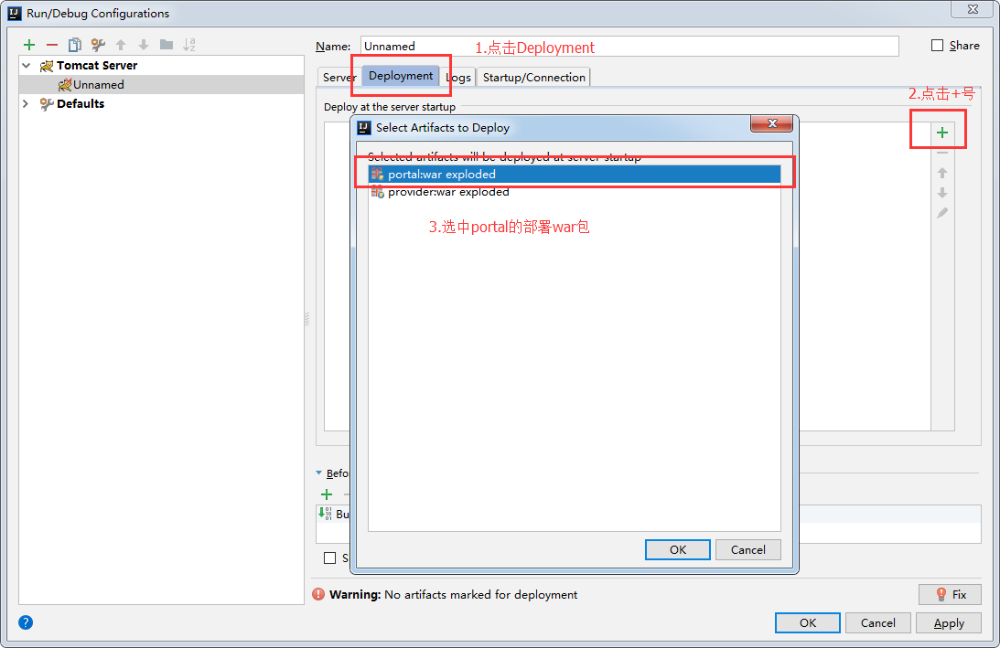 Run/Debug Configurations
Name: Unnamed
1.点击Deployment
Share
Tomcat Server
Unnamed
Defaults
Server Deployment Logs Startup/Connection
2.点击+号
Deploy at the server startup
Select Artifacts to Deploy
Selected artifacts will be deployed at server startup
portal:war exploded
provider:war exploded
3.选中portal的部署war包
Befo
Bu
S
OK Cancel
Warning: No artifacts marked for deployment
Fix
OK Cancel Apply